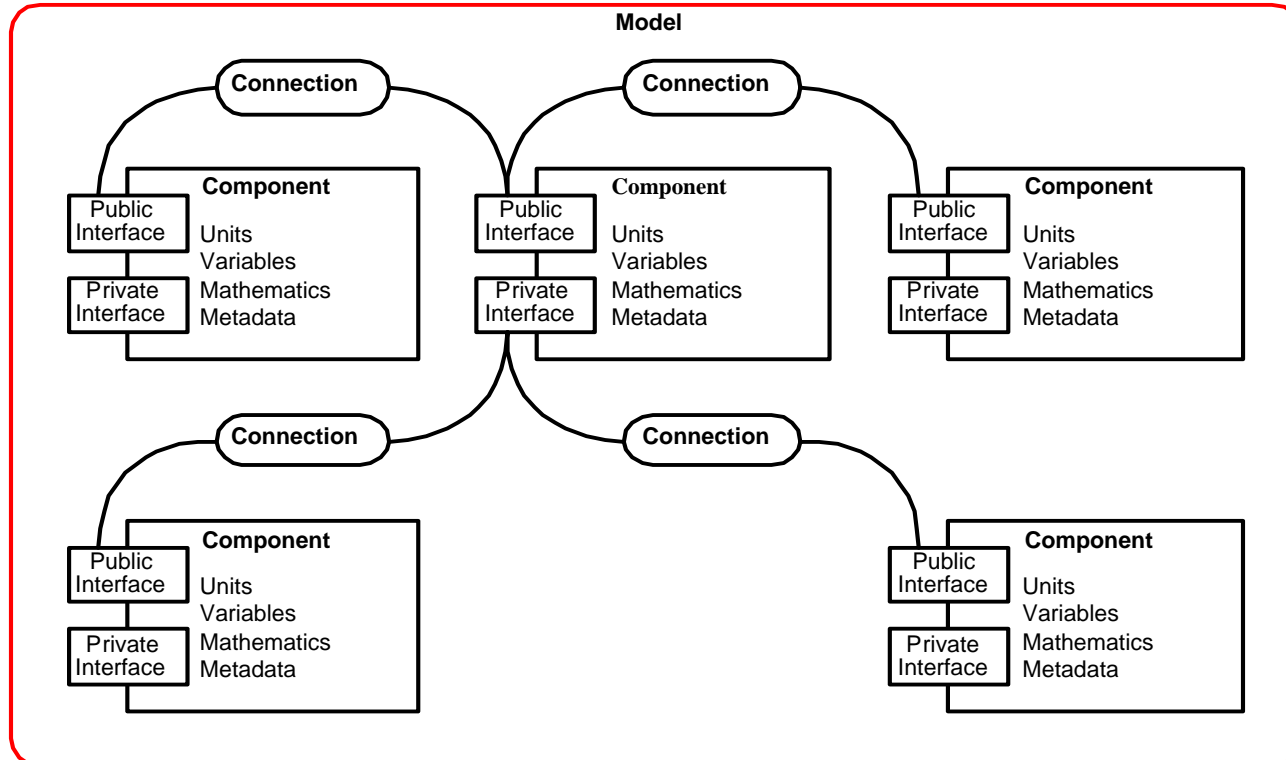 Model
Connection
Connection
Component
Public
Interface
Units
Variables
Private
Interface
Mathematics
Metadata
Component
Public
Interface
Units
Variables
Private
Interface
Mathematics
Metadata
Component
Public
Interface
Units
Variables
Private
Interface
Mathematics
Metadata
Connection
Connection
Component
Public
Interface
Units
Variables
Private
Interface
Mathematics
Metadata
Component
Public
Interface
Units
Variables
Private
Interface
Mathematics
Metadata